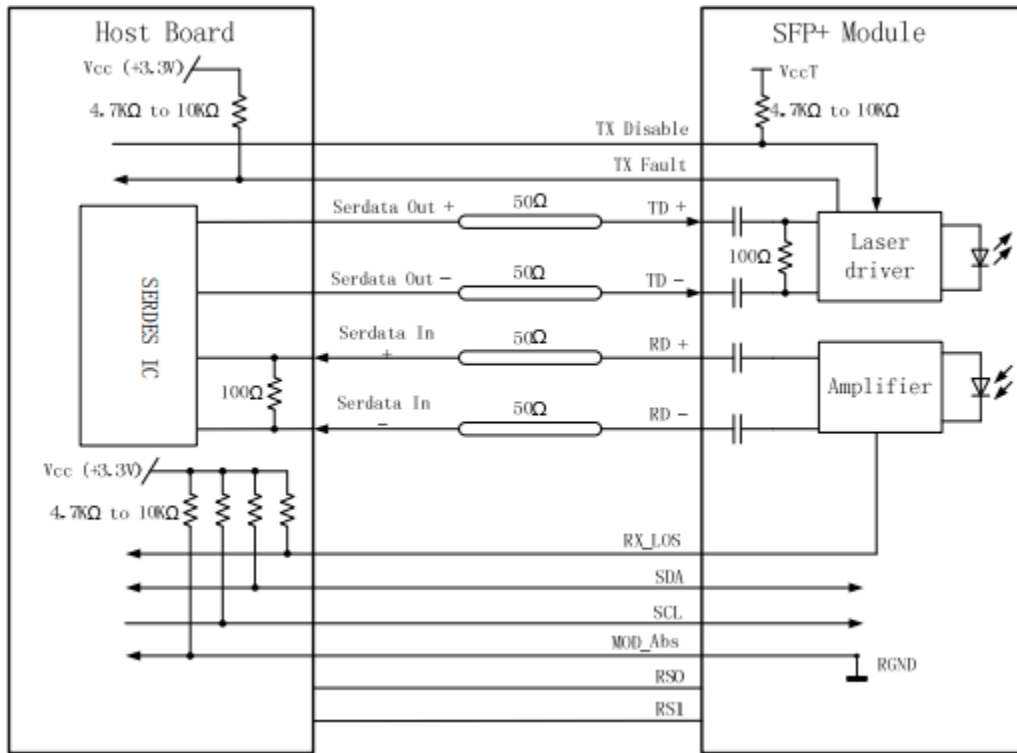 Host Board
SFP+ Module
Vcc (+3.3V)
VccT
4.7KΩ to 10KΩ
4.7KΩ to 10KΩ
TX Disable
TX Fault
Serdata Out +
50Ω
TD +
100Ω
Laser
driver
Serdata Out -
50Ω
TD -
SERDES IC
Serdata In
+
50Ω
RD +
100Ω
Amplifier
Serdata In
-
50Ω
RD -
Vcc (+3.3V)
4.7KΩ to 10KΩ
RX_LOS
SDA
SCL
MOD_Abs
RGND
RS0
RS1